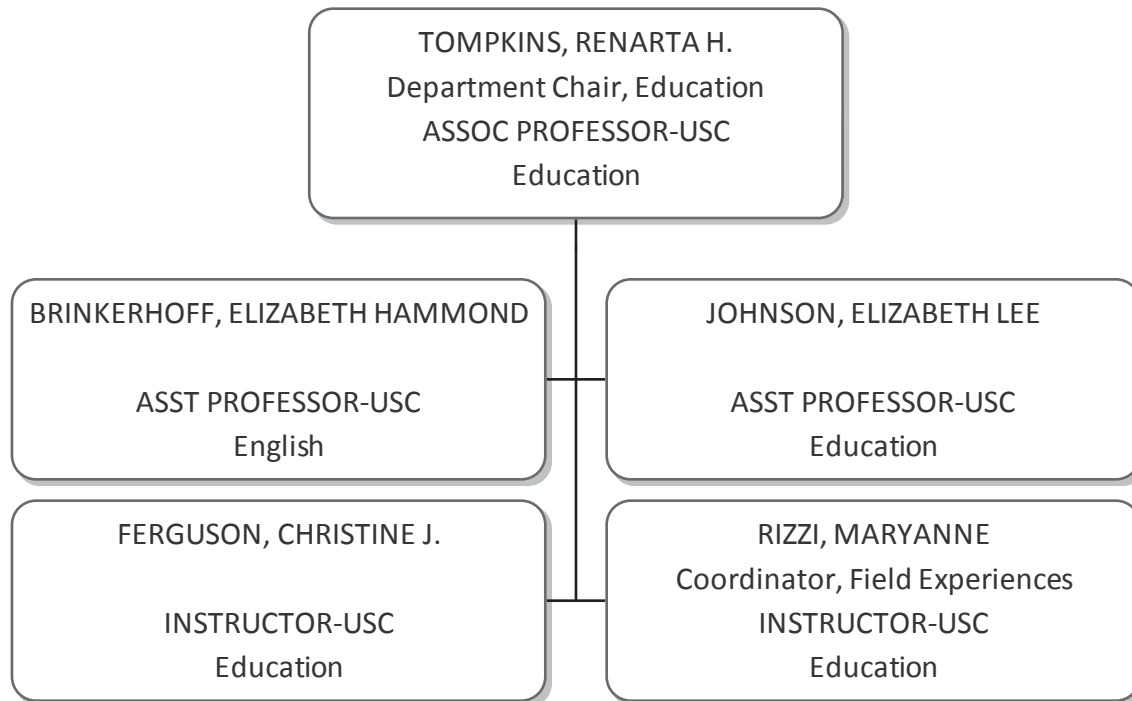 TOMPKINS, RENARTA H.
Department Chair, Education
ASSOC PROFESSOR-USC
Education
BRINKERHOFF, ELIZABETH HAMMOND
ASST PROFESSOR-USC
English
JOHNSON, ELIZABETH LEE
ASST PROFESSOR-USC
Education
FERGUSON, CHRISTINE J.
INSTRUCTOR-USC
Education
RIZZI, MARYANNE
Coordinator, Field Experiences
INSTRUCTOR-USC
Education